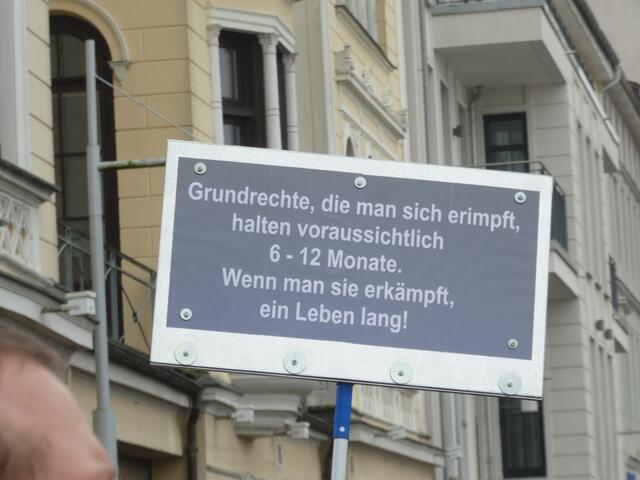 Grundrechte, die man sich erimpft,
halten voraussichtlich
6 - 12 Monate.
Wenn man sie erkämpft,
ein Leben lang!